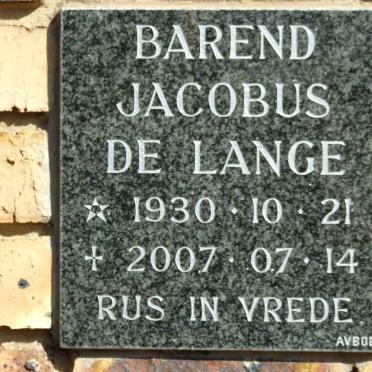 BAREND
JACOBUS
DE LANGE
☆ 1930 · 10 · 21
✝ 2007 · 07 · 14
RUS IN VREDE